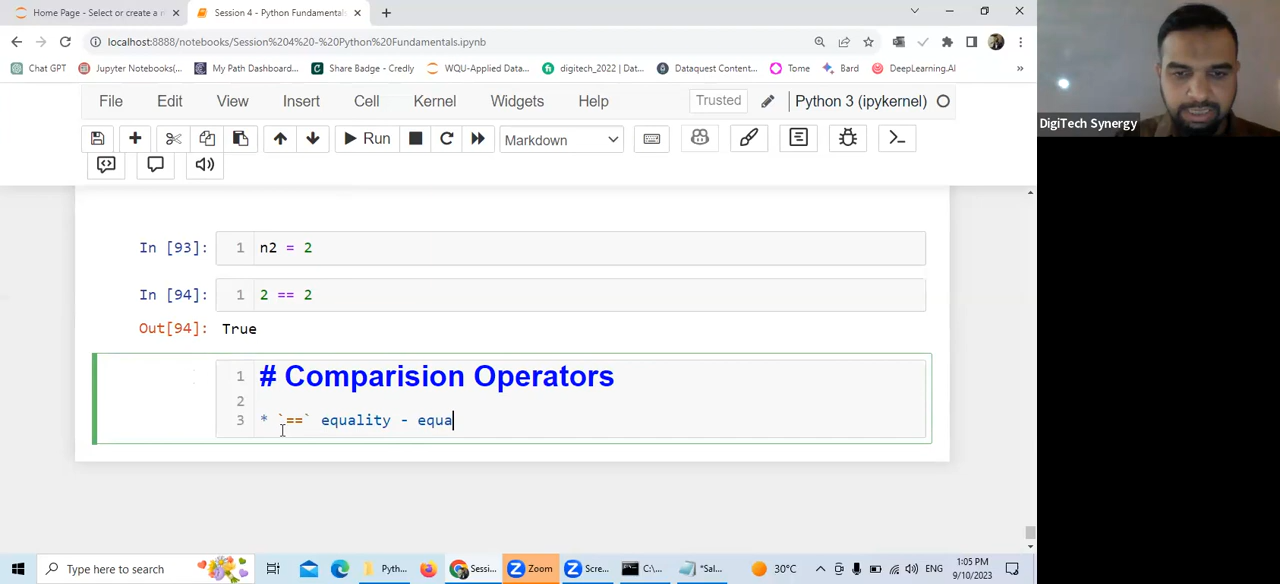 Home Page - Select or create a n
Session 4 - Python Fundamentals
localhost:8888/notebooks/Session%204%20-%20Python%20Fundamentals.ipynb
Chat GPT
Jupyter Notebooks(...
My Path Dashboard...
Share Badge - Credly
WQU-Applied Data...
digitech_2022 | Dat...
Dataquest Content...
Tome
Bard
DeepLearning.AI
»
File Edit View Insert Cell Kernel Widgets Help Trusted Python 3 (ipykernel)
Run Markdown
DigiTech Synergy
In [93]: 1 n2 = 2
In [94]: 1 2 == 2
Out[94]: True
1 # Comparision Operators
2
3 * `==` equality - equa
Type here to search
Pyth...
Sessi...
Zoom
Scre...
C:\...
*Sal...
30°C
ENG
1:05 PM
9/10/2023